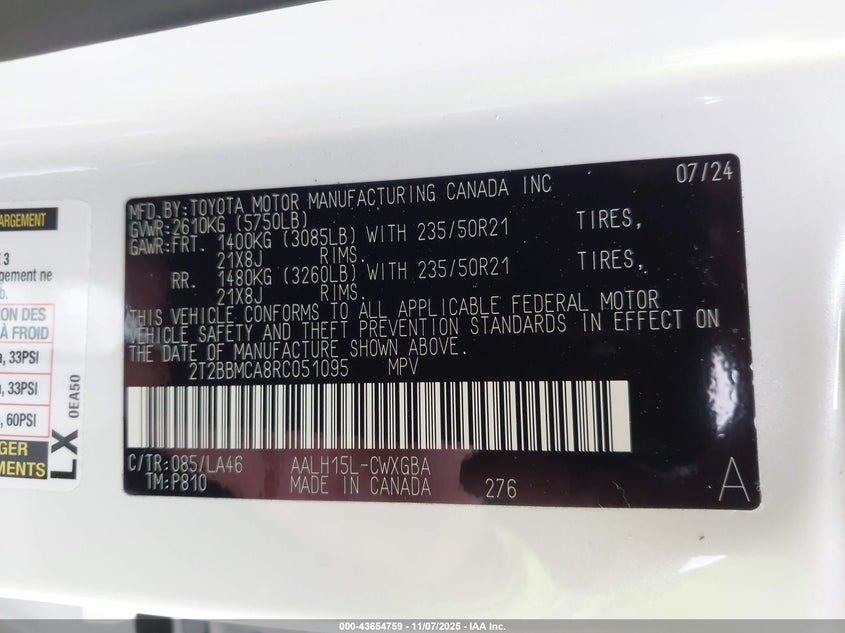 ARGEMENT
E 3
gement ne
b.
ION DES
À FROID
a, 33PSI
a, 33PSI
a, 60PSI
GER
MENTS
LX 0EA50
07/24
MFD.BY:TOYOTA MOTOR MANUFACTURING CANADA INC
GVWR:2610KG (5750LB)
GAWR:FRT. 1400KG (3085LB) WITH 235/50R21 TIRES,
21X8J RIMS.
RR. 1480KG (3260LB) WITH 235/50R21 TIRES,
21X8J RIMS.
THIS VEHICLE CONFORMS TO ALL APPLICABLE FEDERAL MOTOR
VEHICLE SAFETY AND THEFT PREVENTION STANDARDS IN EFFECT ON
THE DATE OF MANUFACTURE SHOWN ABOVE.
2T2BBMCA8RC051095 MPV
C/TR:085/LA46 AALH15L-CWXGBA
TM:P810 MADE IN CANADA 276 A
000-43654759 — 11/07/2025 — IAA Inc.